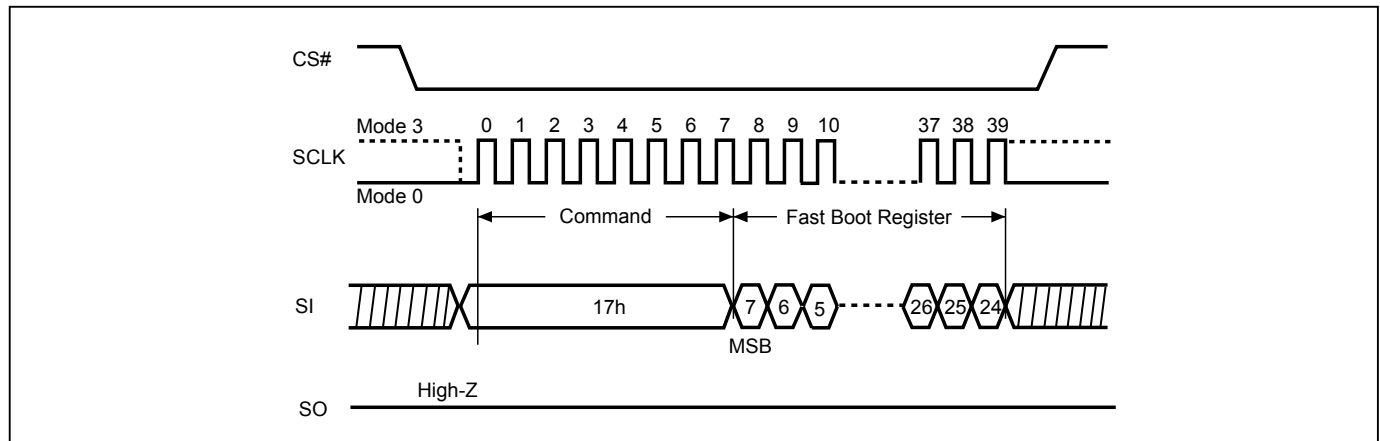 CS#
Mode 3
0 1 2 3 4 5 6 7 8 9 10 37 38 39
SCLK
Mode 0
Command Fast Boot Register
SI 17h 7 6 5 26 25 24
MSB
High-Z
SO